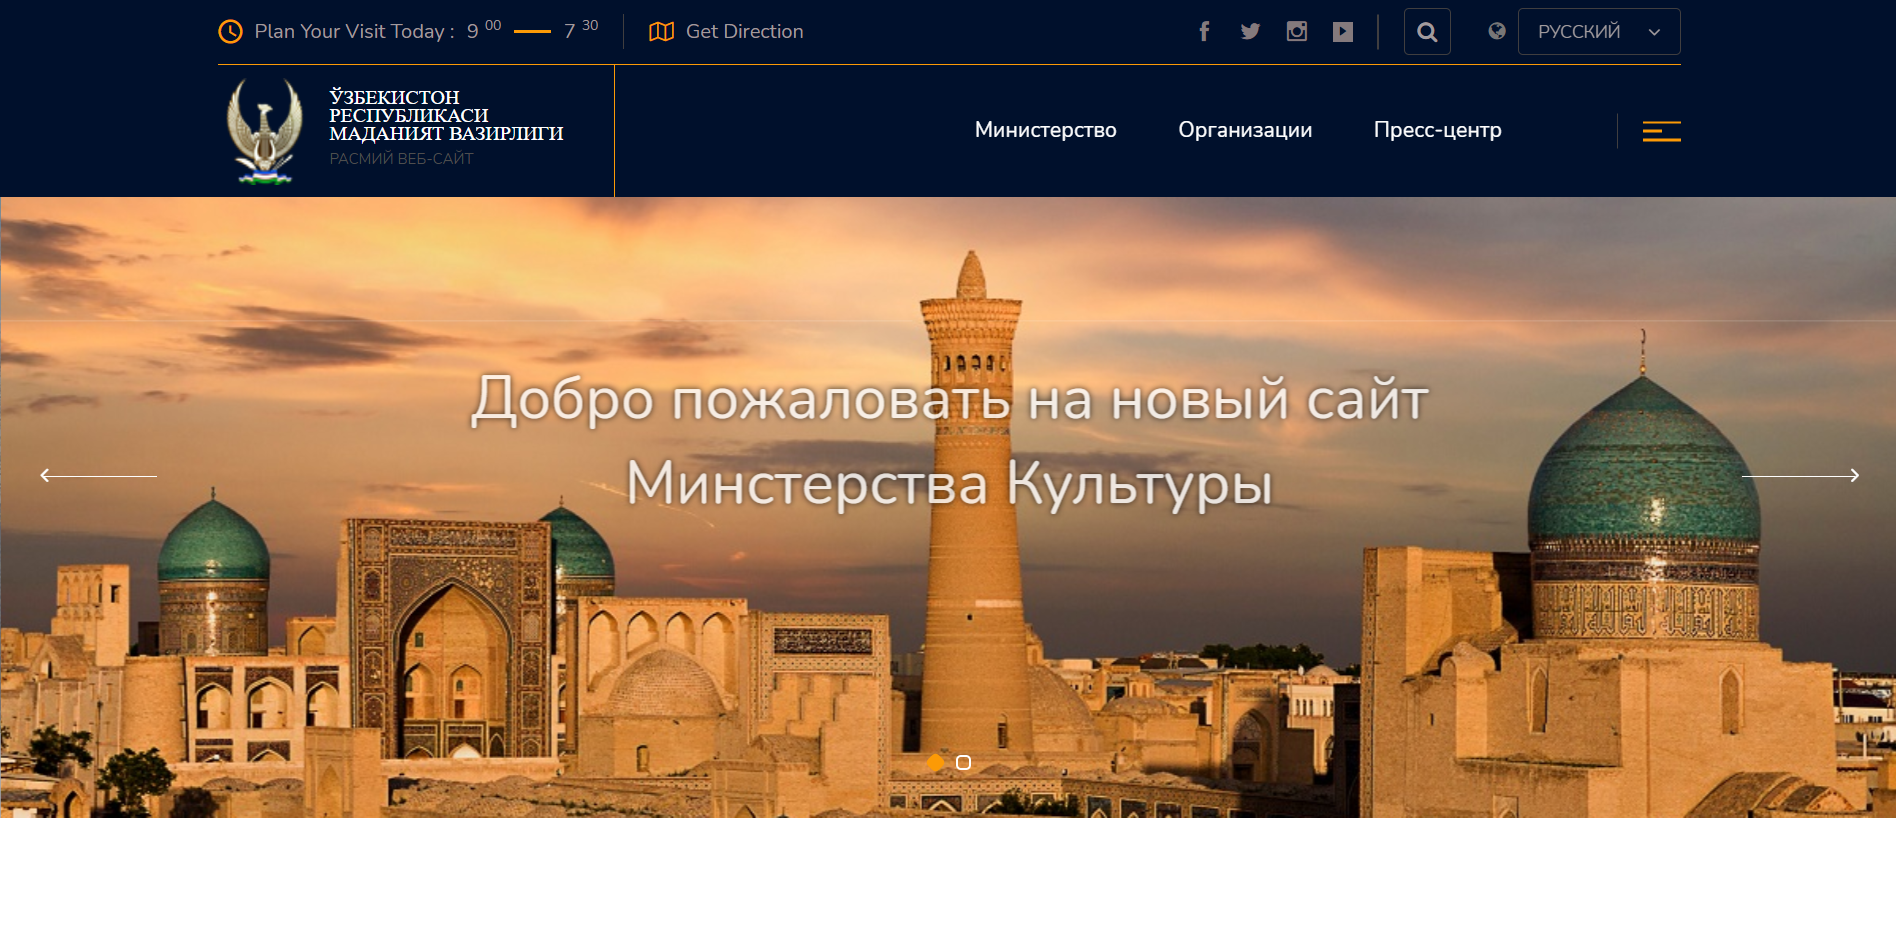 Plan Your Visit Today : 9 00 — 7 30
Get Direction
РУССКИЙ
ЎЗБЕКИСТОН
РЕСПУБЛИКАСИ
МАДАНИЯТ ВАЗИРЛИГИ
РАСМИЙ ВЕБ-САЙТ
Министерство
Организации
Пресс-центр
Добро пожаловать на новый сайт
Минстерства Культуры